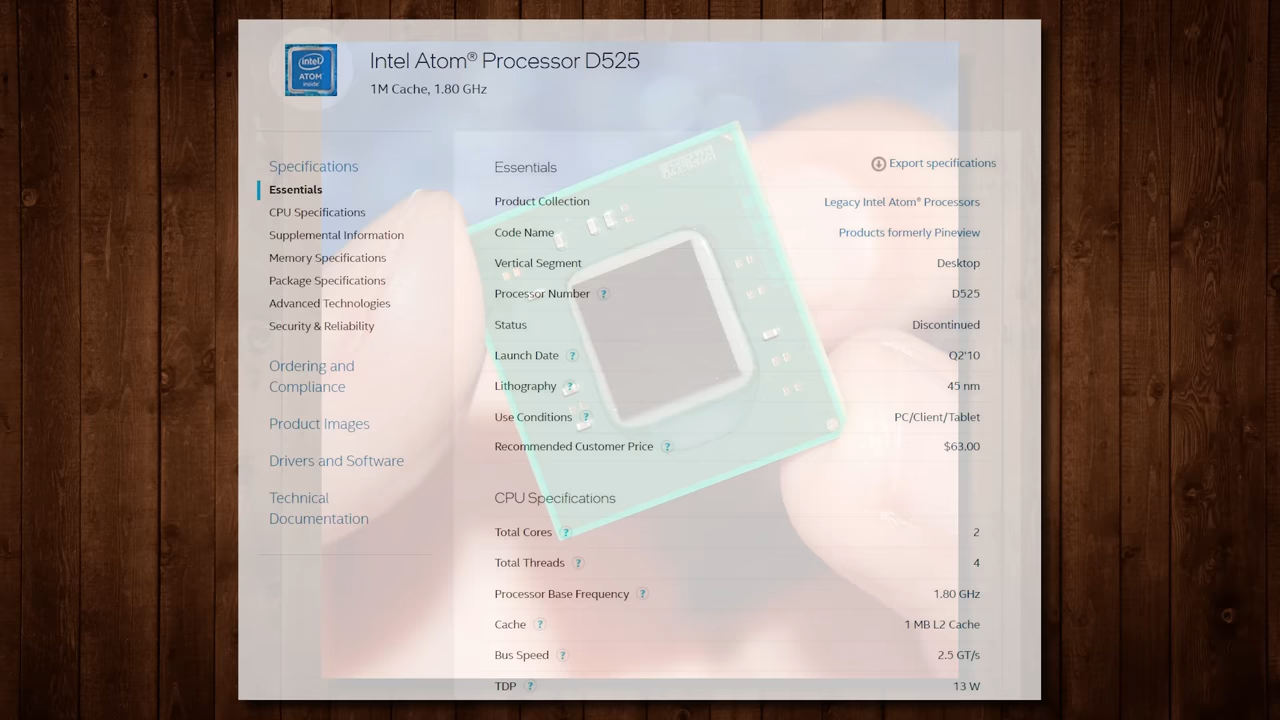 intel
ATOM
inside
Intel Atom® Processor D525
1M Cache, 1.80 GHz
Specifications
Essentials
CPU Specifications
Supplemental Information
Memory Specifications
Package Specifications
Advanced Technologies
Security & Reliability
Ordering and
Compliance
Product Images
Drivers and Software
Technical
Documentation
Essentials
Export specifications
Product Collection Legacy Intel Atom® Processors
Code Name Products formerly Pineview
Vertical Segment Desktop
Processor Number ? D525
Status Discontinued
Launch Date ? Q2'10
Lithography ? 45 nm
Use Conditions ? PC/Client/Tablet
Recommended Customer Price ? $63.00
CPU Specifications
Total Cores ? 2
Total Threads ? 4
Processor Base Frequency ? 1.80 GHz
Cache ? 1 MB L2 Cache
Bus Speed ? 2.5 GT/s
TDP ? 13 W